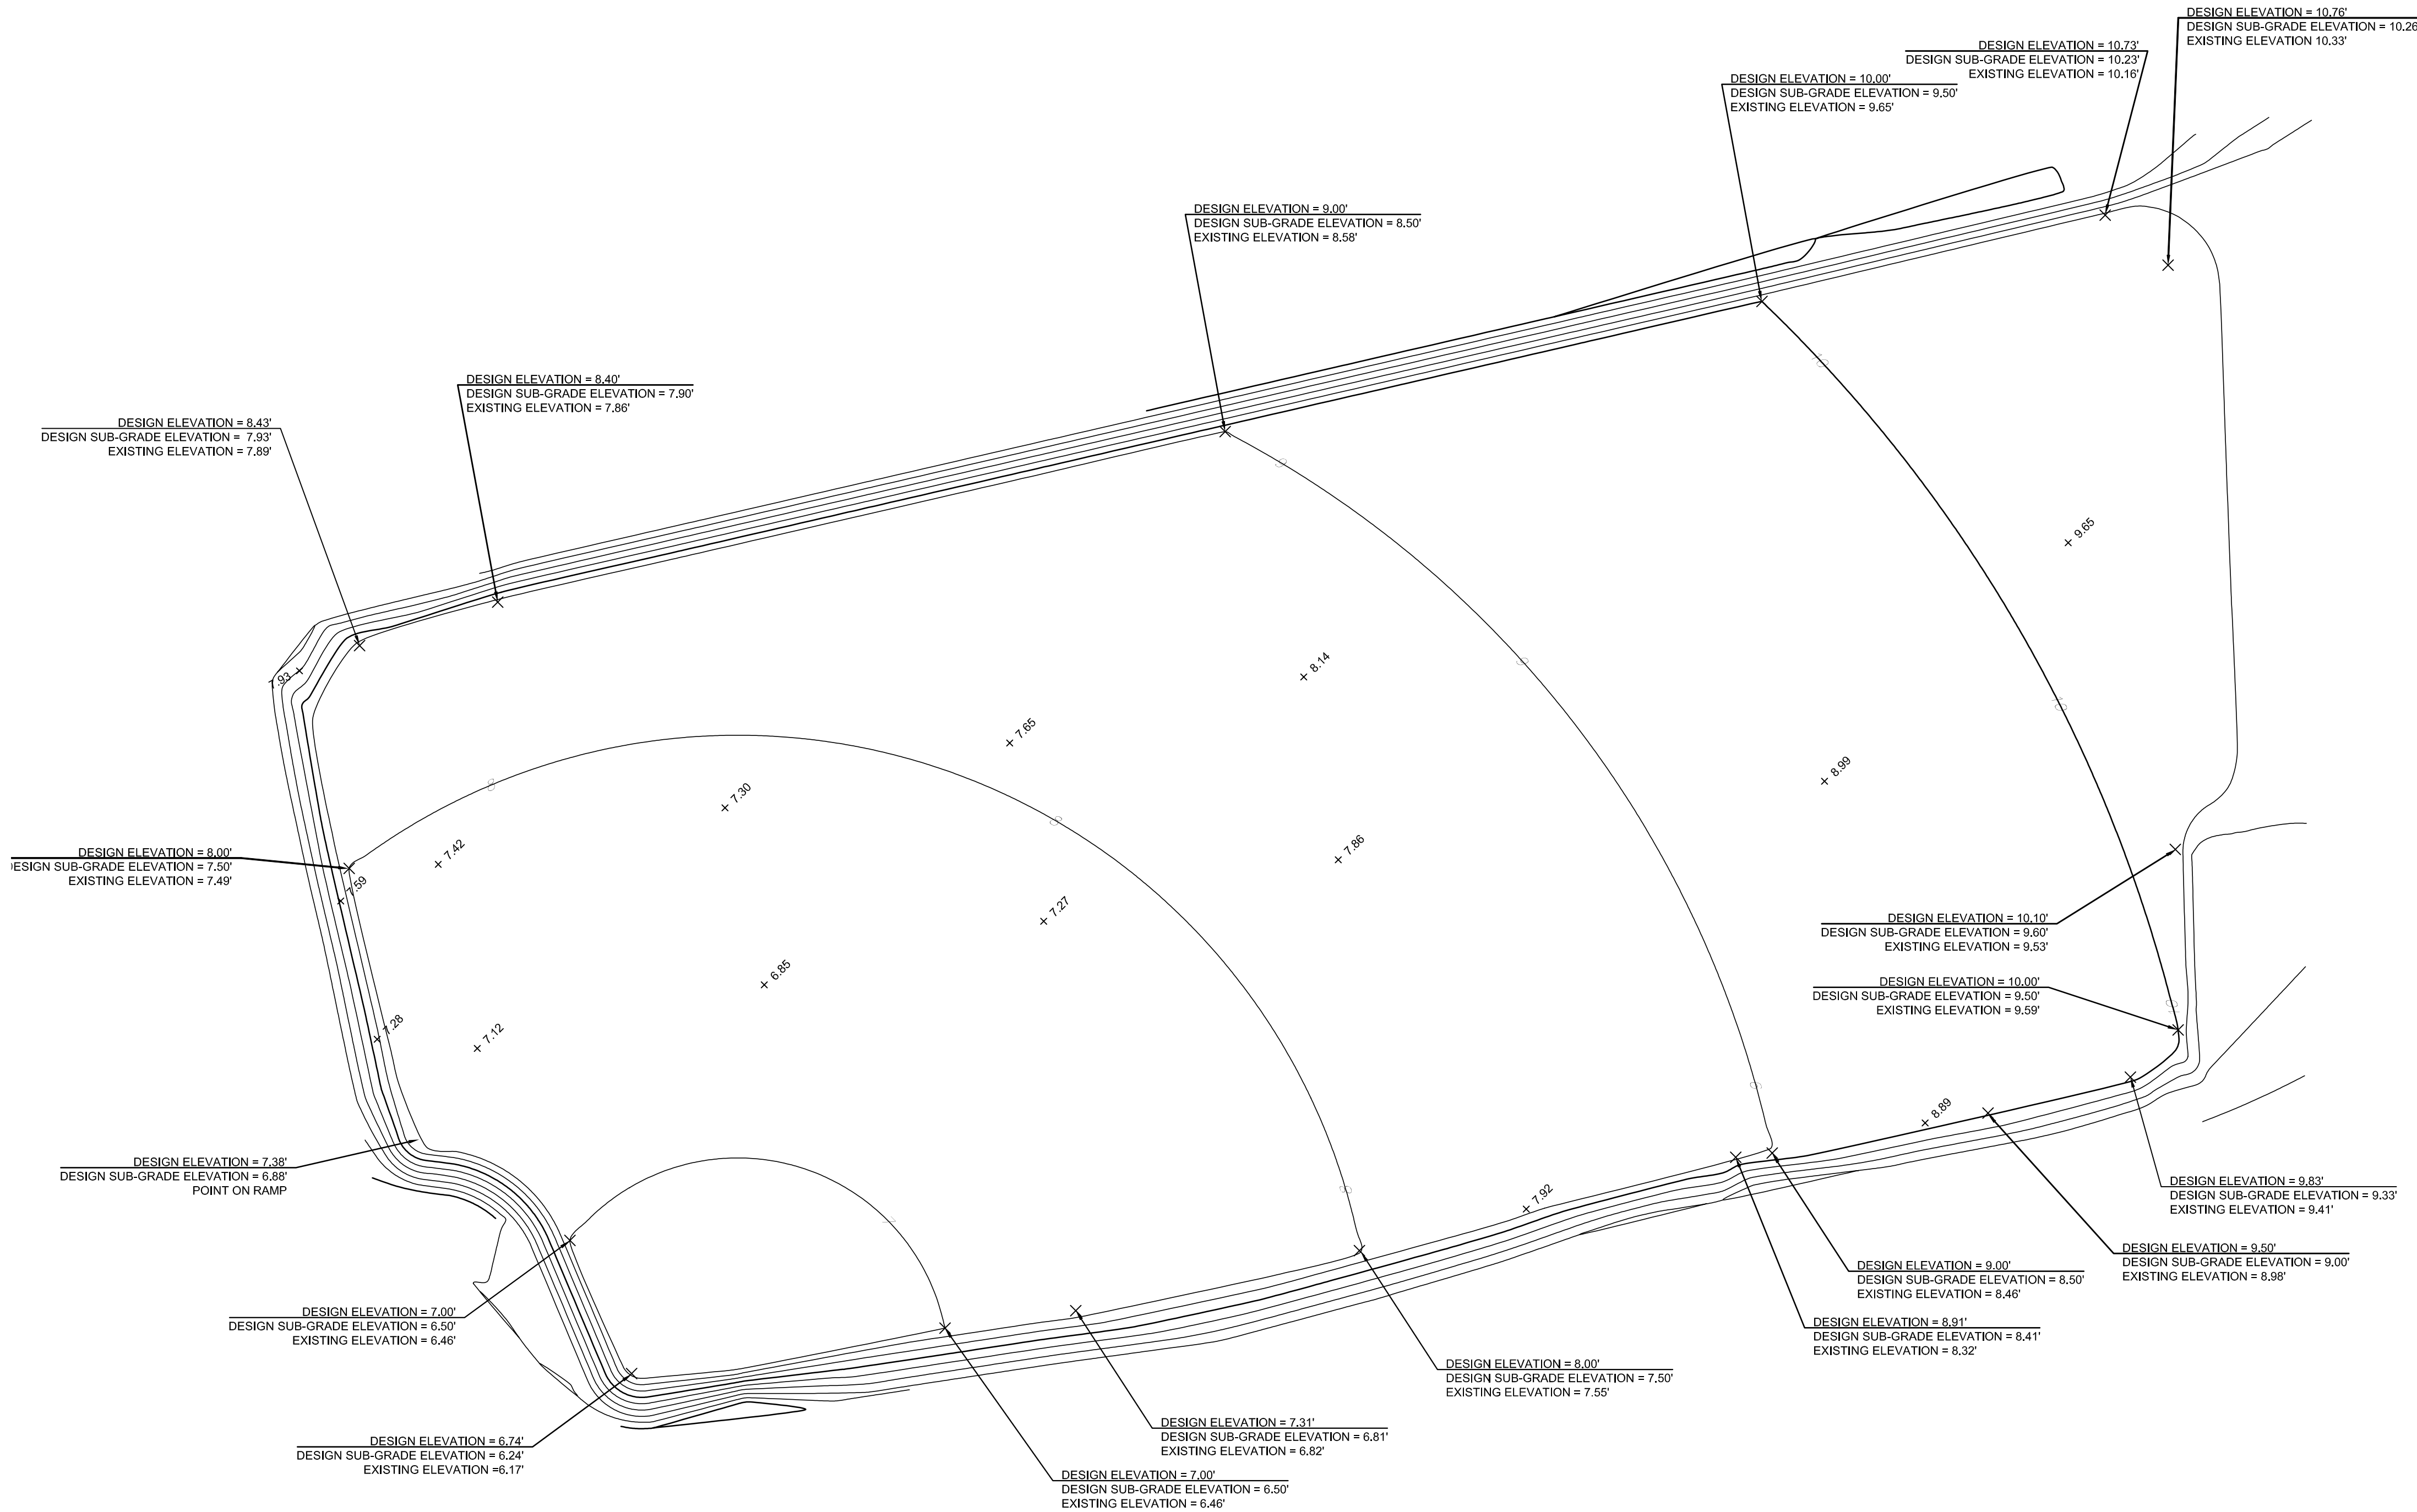 DESIGN ELEVATION = 10.76'
DESIGN SUB-GRADE ELEVATION = 10.26
EXISTING ELEVATION 10.33'
DESIGN ELEVATION = 10.73'
DESIGN SUB-GRADE ELEVATION = 10.23'
EXISTING ELEVATION = 10.16'
DESIGN ELEVATION = 10.00'
DESIGN SUB-GRADE ELEVATION = 9.50'
EXISTING ELEVATION = 9.65'
DESIGN ELEVATION = 9.00'
DESIGN SUB-GRADE ELEVATION = 8.50'
EXISTING ELEVATION = 8.58'
DESIGN ELEVATION = 8.40'
DESIGN SUB-GRADE ELEVATION = 7.90'
EXISTING ELEVATION = 7.86'
DESIGN ELEVATION = 8.43'
DESIGN SUB-GRADE ELEVATION = 7.93'
EXISTING ELEVATION = 7.89'
10
9
9.65
9
8.14
7.93
10
7.65
8.99
8
7.30
8
7.86
7.42
DESIGN ELEVATION = 8.00'
DESIGN SUB-GRADE ELEVATION = 7.50'
EXISTING ELEVATION = 7.49'
7.59
7.27
DESIGN ELEVATION = 10.10'
DESIGN SUB-GRADE ELEVATION = 9.60'
EXISTING ELEVATION = 9.53'
6.85
DESIGN ELEVATION = 10.00'
DESIGN SUB-GRADE ELEVATION = 9.50'
EXISTING ELEVATION = 9.59'
10
7.28
7.12
9
8.89
DESIGN ELEVATION = 7.38'
DESIGN SUB-GRADE ELEVATION = 6.88'
POINT ON RAMP
8
7.92
7
DESIGN ELEVATION = 9.83'
DESIGN SUB-GRADE ELEVATION = 9.33'
EXISTING ELEVATION = 9.41'
DESIGN ELEVATION = 9.50'
DESIGN SUB-GRADE ELEVATION = 9.00'
EXISTING ELEVATION = 8.98'
DESIGN ELEVATION = 9.00'
DESIGN SUB-GRADE ELEVATION = 8.50'
EXISTING ELEVATION = 8.46'
DESIGN ELEVATION = 7.00'
DESIGN SUB-GRADE ELEVATION = 6.50'
EXISTING ELEVATION = 6.46'
DESIGN ELEVATION = 8.91'
DESIGN SUB-GRADE ELEVATION = 8.41'
EXISTING ELEVATION = 8.32'
DESIGN ELEVATION = 8.00'
DESIGN SUB-GRADE ELEVATION = 7.50'
EXISTING ELEVATION = 7.55'
DESIGN ELEVATION = 7.31'
DESIGN SUB-GRADE ELEVATION = 6.81'
EXISTING ELEVATION = 6.82'
DESIGN ELEVATION = 6.74'
DESIGN SUB-GRADE ELEVATION = 6.24'
EXISTING ELEVATION =6.17'
DESIGN ELEVATION = 7.00'
DESIGN SUB-GRADE ELEVATION = 6.50'
EXISTING ELEVATION = 6.46'